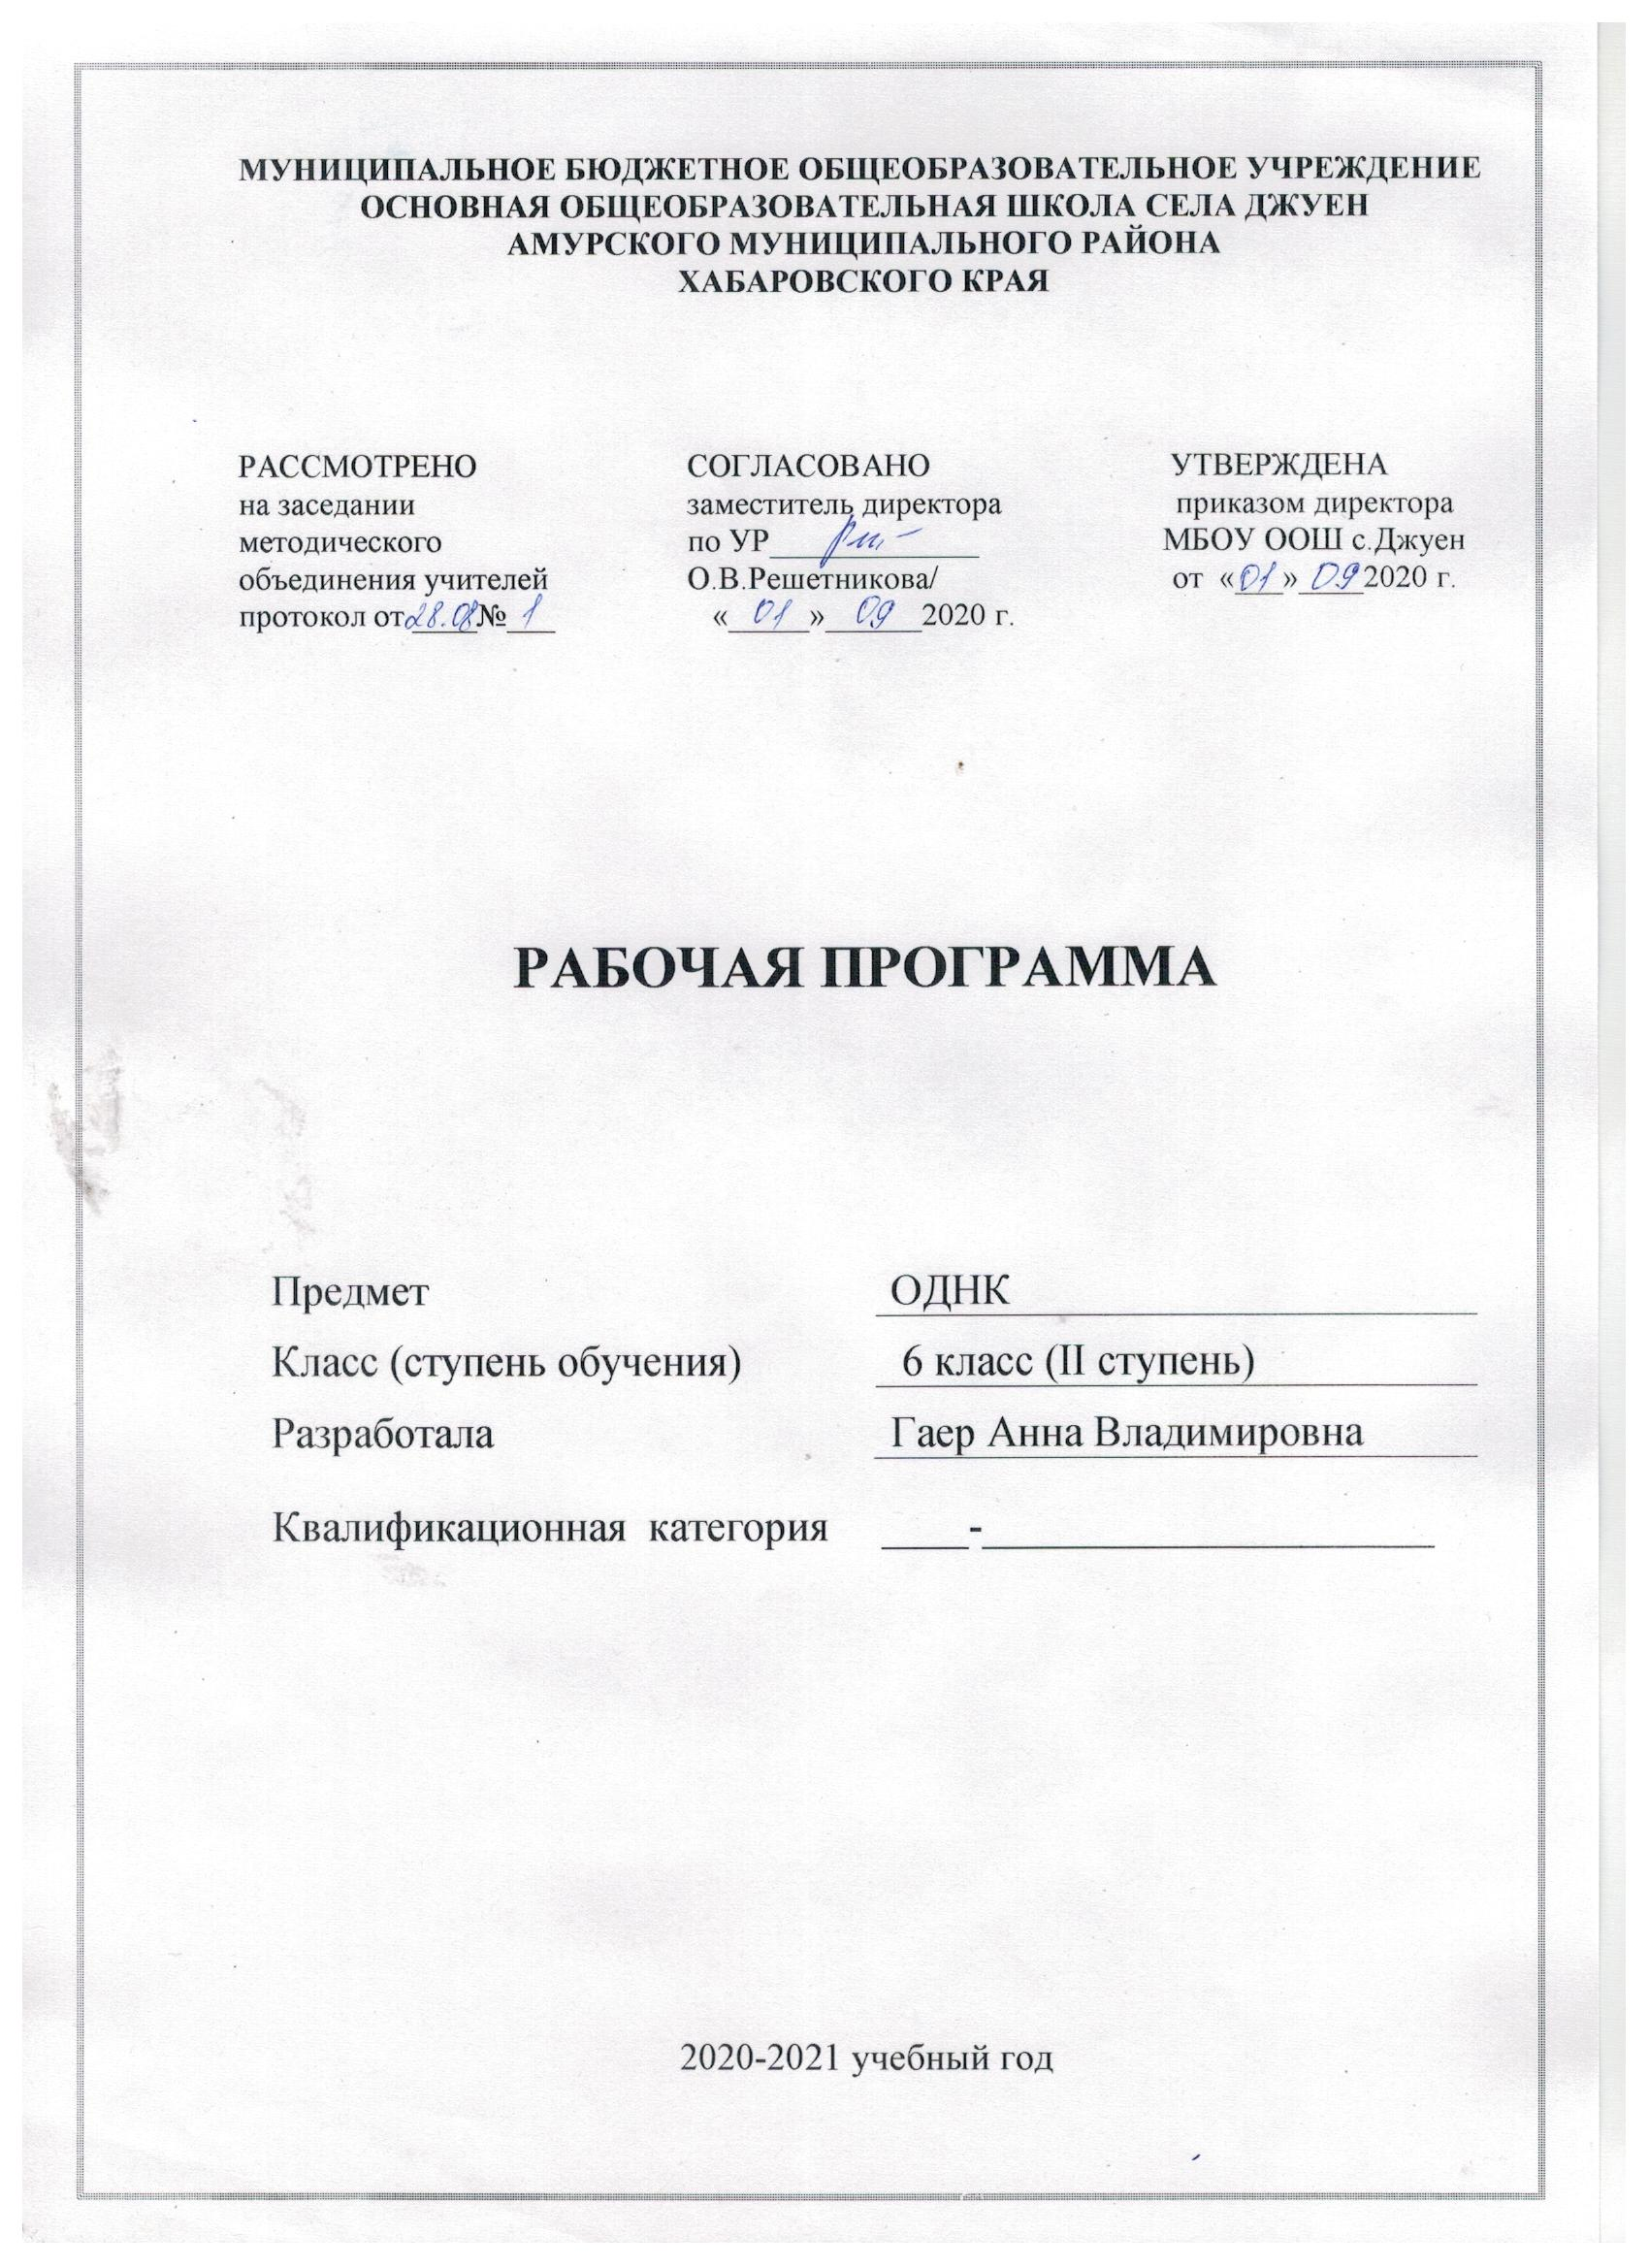 МУНИЦИПАЛЬНОЕ БЮДЖЕТНОЕ ОБЩЕОБРАЗОВАТЕЛЬНОЕ УЧРЕЖДЕНИЕ
ОСНОВНАЯ ОБЩЕОБРАЗОВАТЕЛЬНАЯ ШКОЛА СЕЛА ДЖУЕН
АМУРСКОГО МУНИЦИПАЛЬНОГО РАЙОНА
ХАБАРОВСКОГО КРАЯ
РАССМОТРЕНО
на заседании
методического
объединения учителей
протокол от 28.08 № 1
СОГЛАСОВАНО
заместитель директора
по УР
О.В.Решетникова/
« 01 » 09 2020 г.
УТВЕРЖДЕНА
приказом директора
МБОУ ООШ с.Джуен
от « 01 » 09 2020 г.
РАБОЧАЯ ПРОГРАММА
Предмет ОДНК
Класс (ступень обучения) 6 класс (II ступень)
Разработала Гаер Анна Владимировна
Квалификационная категория ____-____
2020-2021 учебный год